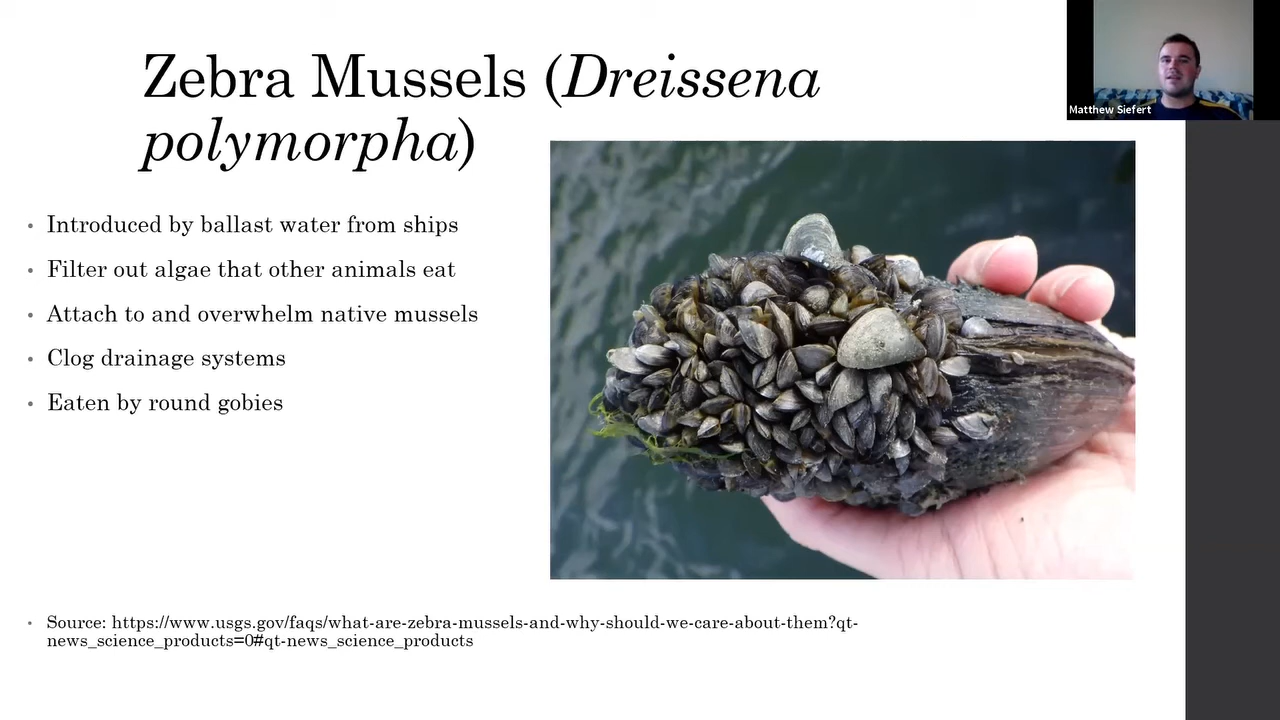 Zebra Mussels (Dreissena
polymorpha)
Matthew Siefert
• Introduced by ballast water from ships
• Filter out algae that other animals eat
• Attach to and overwhelm native mussels
• Clog drainage systems
• Eaten by round gobies
• Source: https://www.usgs.gov/faqs/what-are-zebra-mussels-and-why-should-we-care-about-them?qt-
news_science_products=0#qt-news_science_products